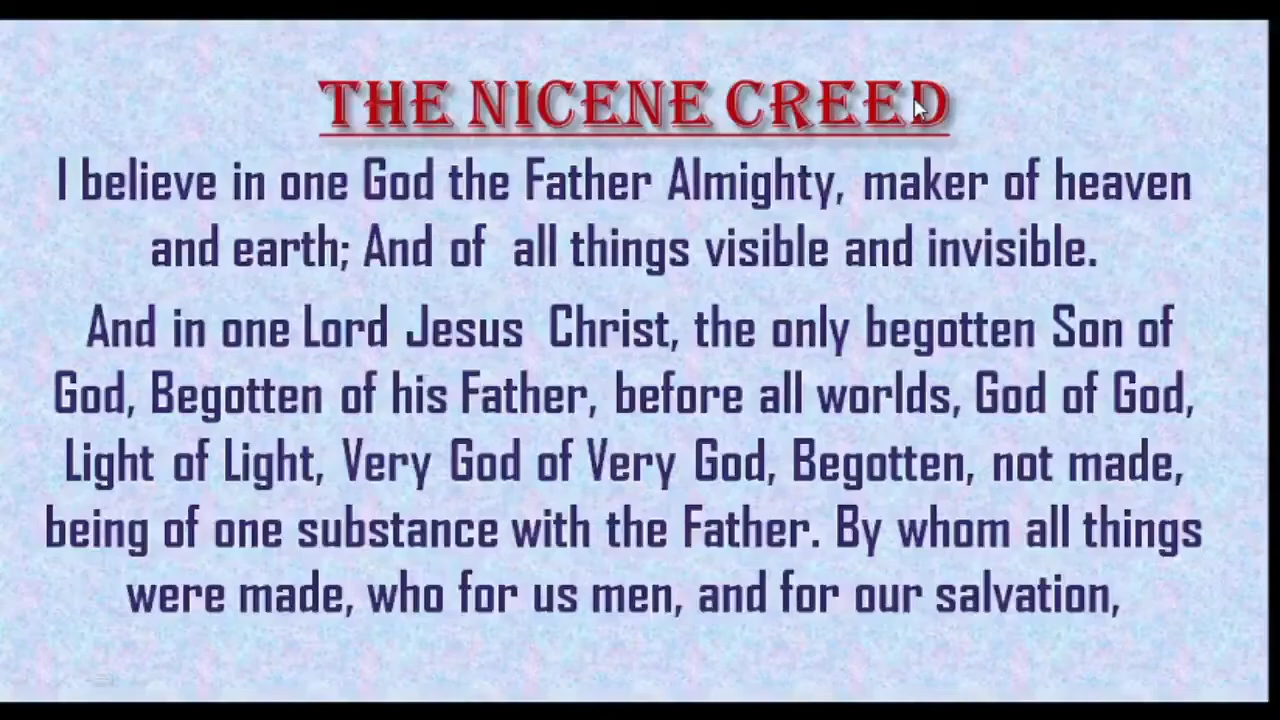 THE NICENE CREED
I believe in one God the Father Almighty, maker of heaven
and earth; And of all things visible and invisible.
And in one Lord Jesus Christ, the only begotten Son of
God, Begotten of his Father, before all worlds, God of God,
Light of Light, Very God of Very God, Begotten, not made,
being of one substance with the Father. By whom all things
were made, who for us men, and for our salvation,